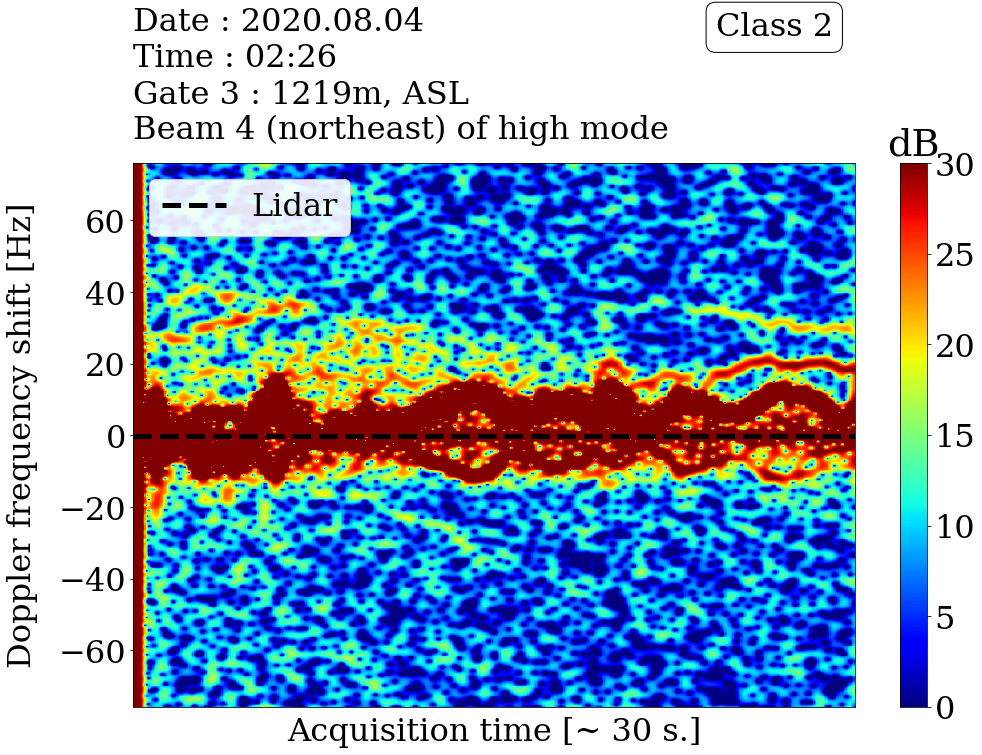 Date : 2020.08.04
Time : 02:26
Gate 3 : 1219m, ASL
Beam 4 (northeast) of high mode
Class 2
dB
Lidar
Doppler frequency shift [Hz]
60
40
20
0
−20
−40
−60
30
25
20
15
10
5
0
Acquisition time [~ 30 s.]